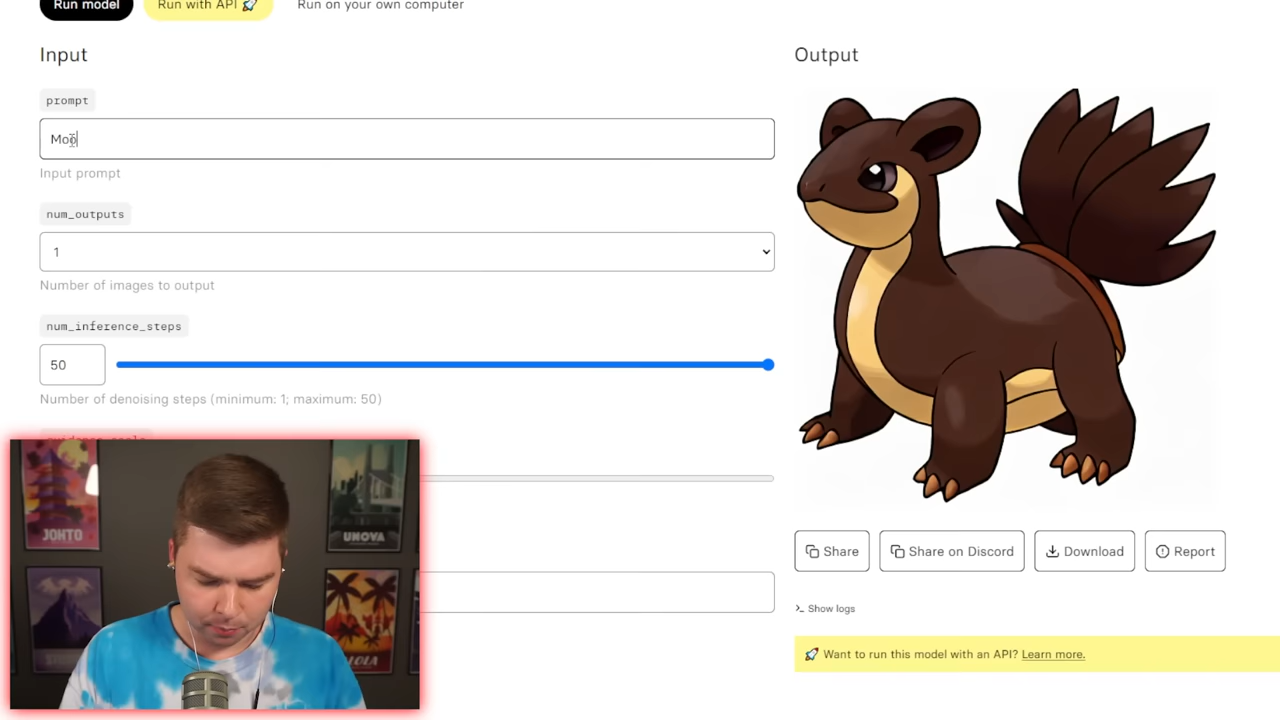 Run model
Run with API 🚀
Run on your own computer
Input
Output
prompt
Moo
Input prompt
num_outputs
1
Number of images to output
num_inference_steps
50
Number of denoising steps (minimum: 1; maximum: 50)
JOHTO
UNOVA
Share
Share on Discord
Download
Report
>_ Show logs
🚀 Want to run this model with an API? Learn more.